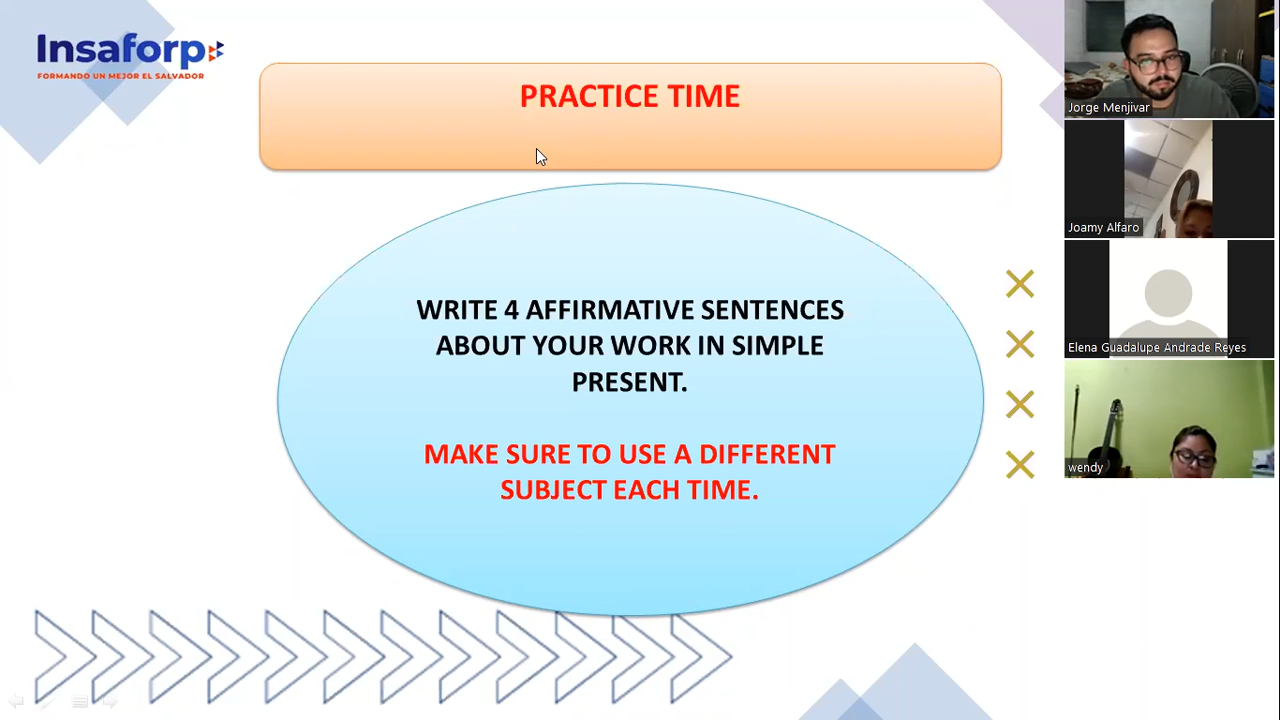 Insaforp
FORMANDO UN MEJOR EL SALVADOR
PRACTICE TIME
WRITE 4 AFFIRMATIVE SENTENCES
ABOUT YOUR WORK IN SIMPLE
PRESENT.
MAKE SURE TO USE A DIFFERENT
SUBJECT EACH TIME.
Jorge Menjivar
Joamy Alfaro
Elena Guadalupe Andrade Reyes
wendy